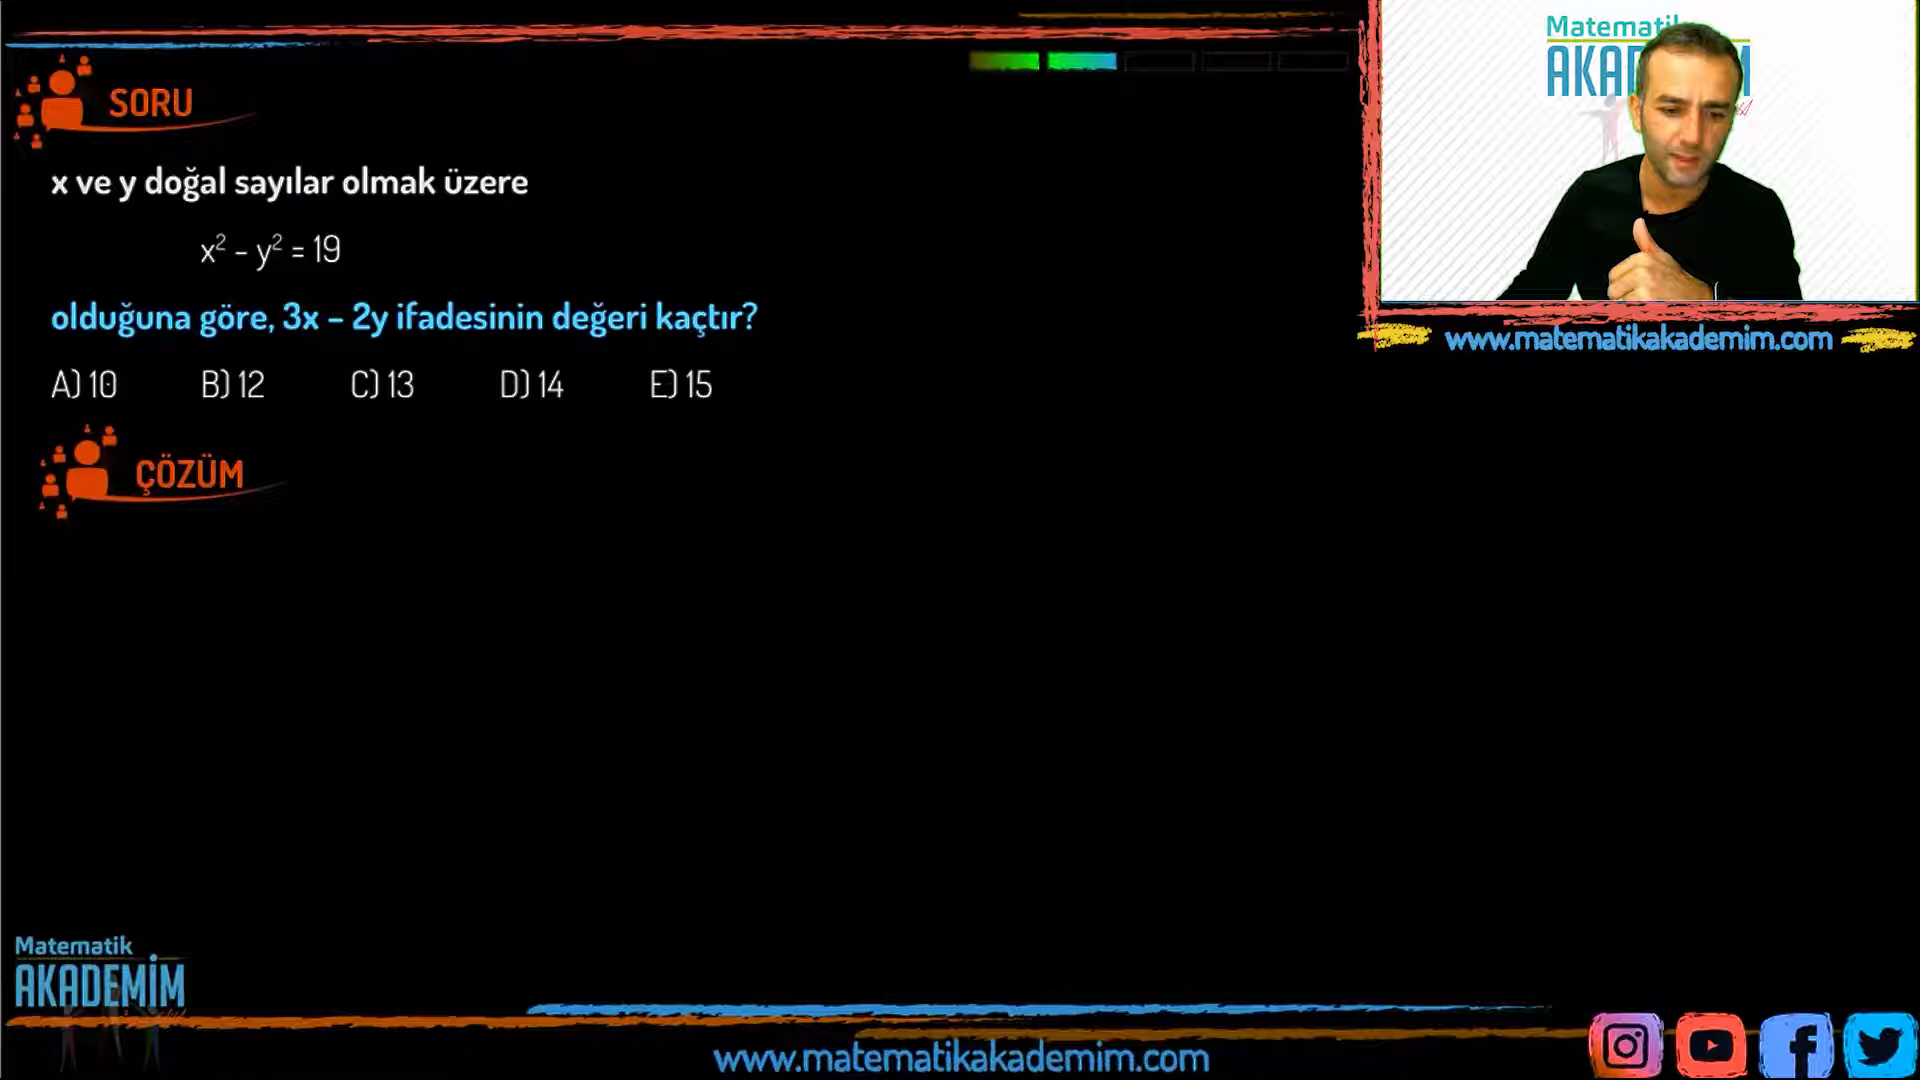 SORU
x ve y doğal sayılar olmak üzere
x² – y² = 19
olduğuna göre, 3x – 2y ifadesinin değeri kaçtır?
A) 10 B) 12 C) 13 D) 14 E) 15
ÇÖZÜM
www.matematikakademim.com
Matematik
AKADEMİM
www.matematikakademim.com